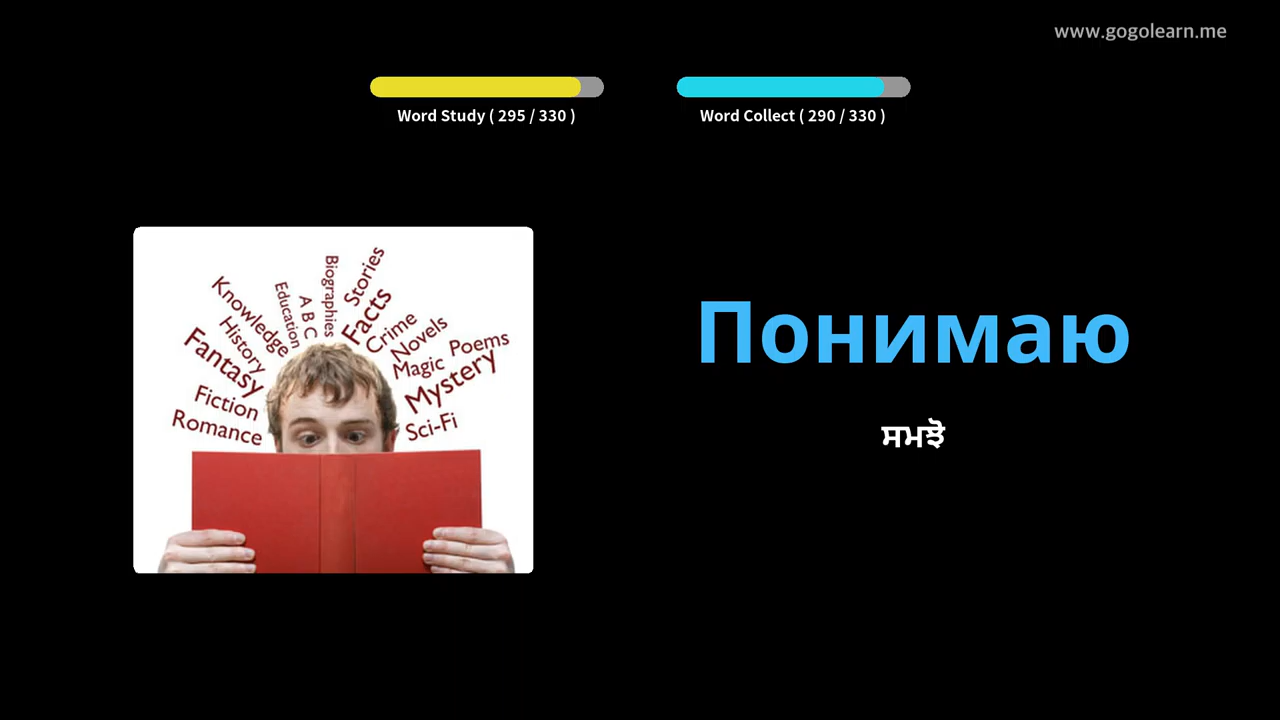 www.gogolearn.me
Word Study ( 295 / 330 )
Word Collect ( 290 / 330 )
Понимаю
ਸਮਝੋ
Knowledge
History
Fantasy
Fiction
Romance
Education
A B C
Biographies
Stories
Facts
Crime
Novels
Magic
Poems
Mystery
Sci-Fi